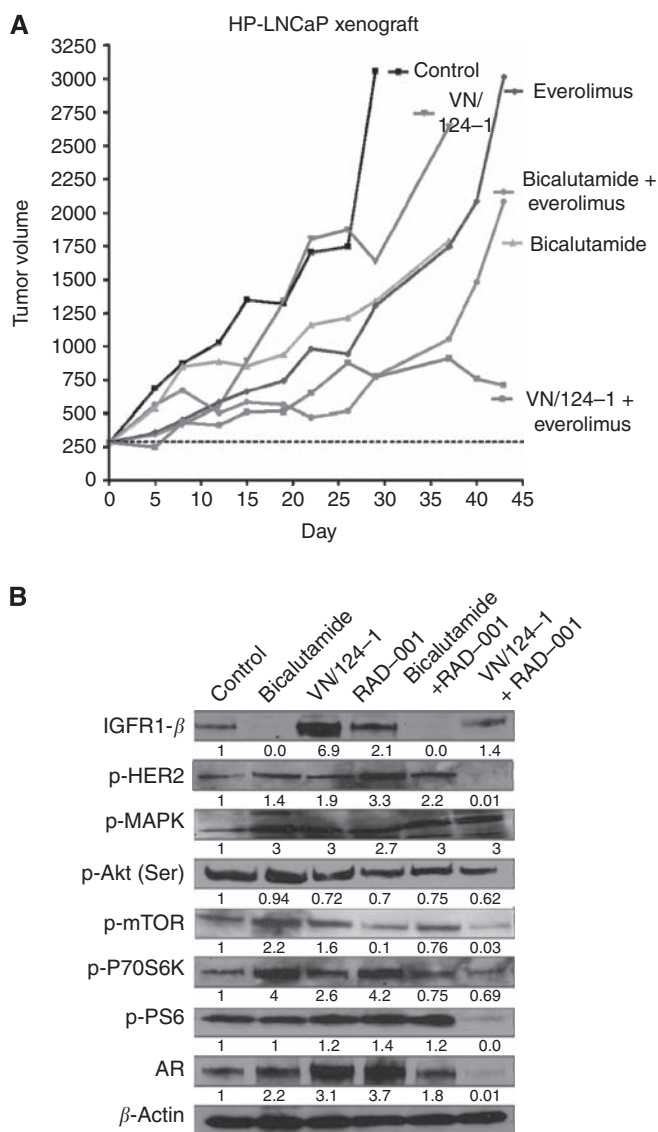 A
HP-LNCaP xenograft
3250
3000
2750
2500
2250
2000
1750
1500
1250
1000
750
500
250
0
Tumor volume
0 5 10 15 20 25 30 35 40 45
Day
Control
VN/
124–1
Everolimus
Bicalutamide +
everolimus
Bicalutamide
VN/124–1 +
everolimus
B
Control
Bicalutamide
VN/124–1
RAD–001
Bicalutamide
+RAD–001
VN/124–1
+ RAD–001
IGFR1-β
1 0.0 6.9 2.1 0.0 1.4
p-HER2
1 1.4 1.9 3.3 2.2 0.01
p-MAPK
1 3 3 2.7 3 3
p-Akt (Ser)
1 0.94 0.72 0.7 0.75 0.62
p-mTOR
1 2.2 1.6 0.1 0.76 0.03
p-P70S6K
1 4 2.6 4.2 0.75 0.69
p-PS6
1 1 1.2 1.4 1.2 0.0
AR
1 2.2 3.1 3.7 1.8 0.01
β-Actin